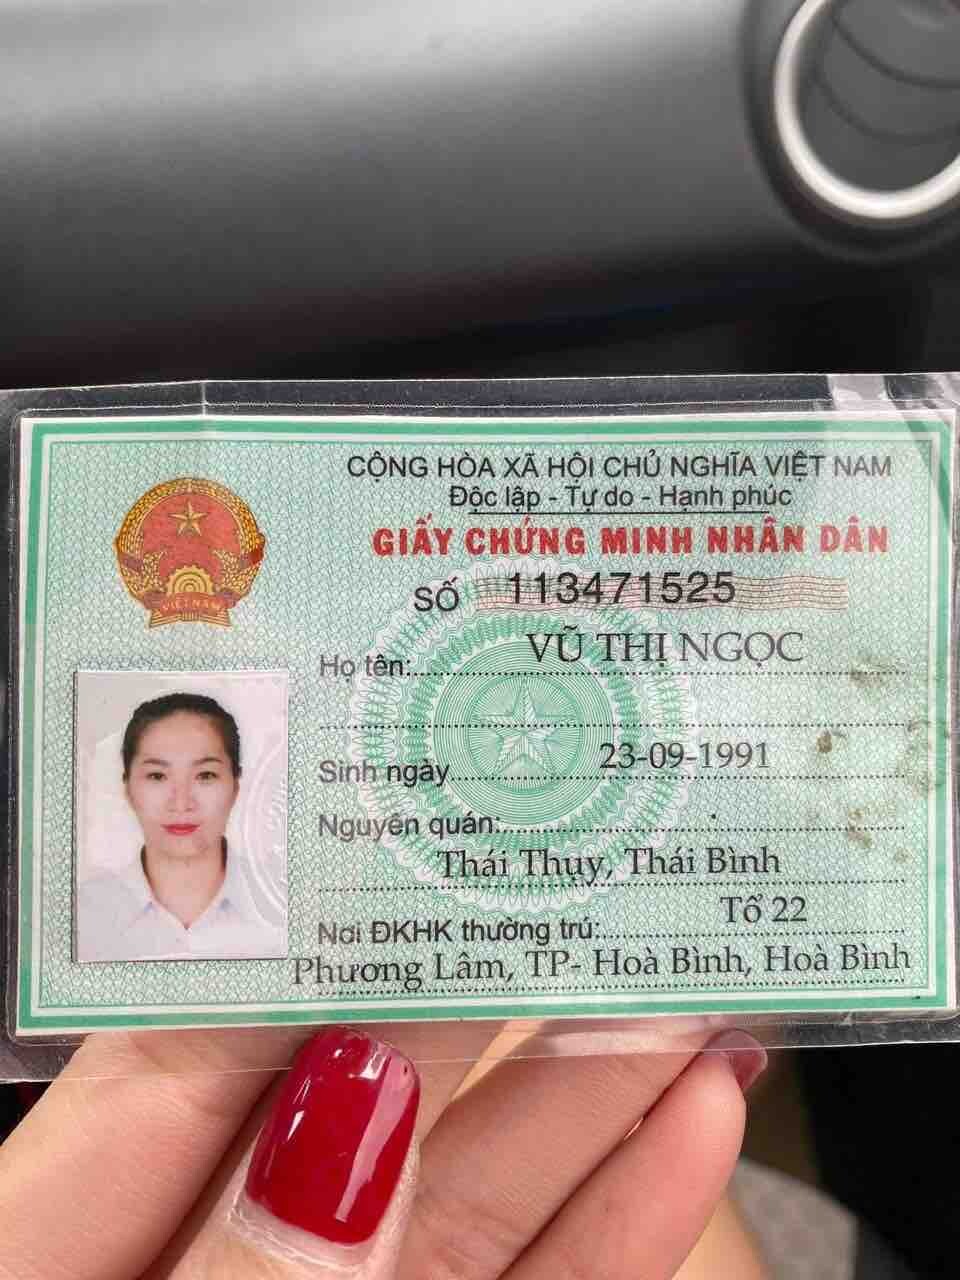 CỘNG HÒA XÃ HỘI CHỦ NGHĨA VIỆT NAM
Độc lập - Tự do - Hạnh phúc
GIẤY CHỨNG MINH NHÂN DÂN
SỐ 113471525
VIỆT NAM
Họ tên: VŨ THỊ NGỌC
Sinh ngày 23-09-1991
Nguyên quán:
Thái Thụy, Thái Bình
Nơi ĐKHK thường trú: Tổ 22
Phương Lâm, TP- Hoà Bình, Hoà Bình